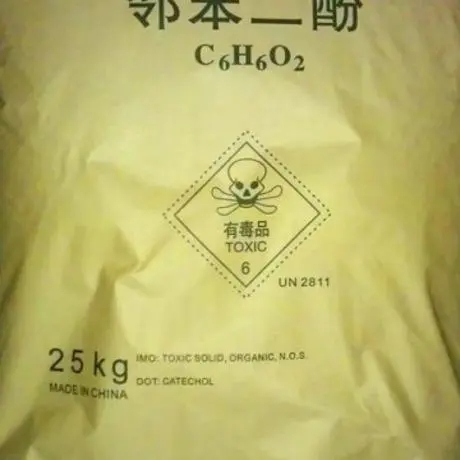 邻苯二酚
C₆H₆O₂
有毒品
TOXIC
6
UN 2811
25kg
IMO: TOXIC SOLID, ORGANIC, N.O.S.
DOT: CATECHOL
MADE IN CHINA